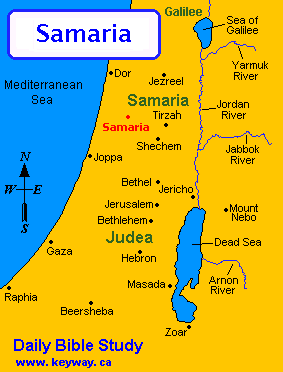 Samaria
Galilee
Sea of
Galilee
Mediterranean
Sea
Dor
Jezreel
Yarmuk
River
Samaria
Samaria
Tirzah
Jordan
River
Shechem
Jabbok
River
Joppa
N
W
E
S
Bethel
Jericho
Jerusalem
Mount
Nebo
Bethlehem
Judea
Dead Sea
Gaza
Hebron
Arnon
River
Masada
Raphia
Beersheba
Zoar
Daily Bible Study
www.keyway.ca